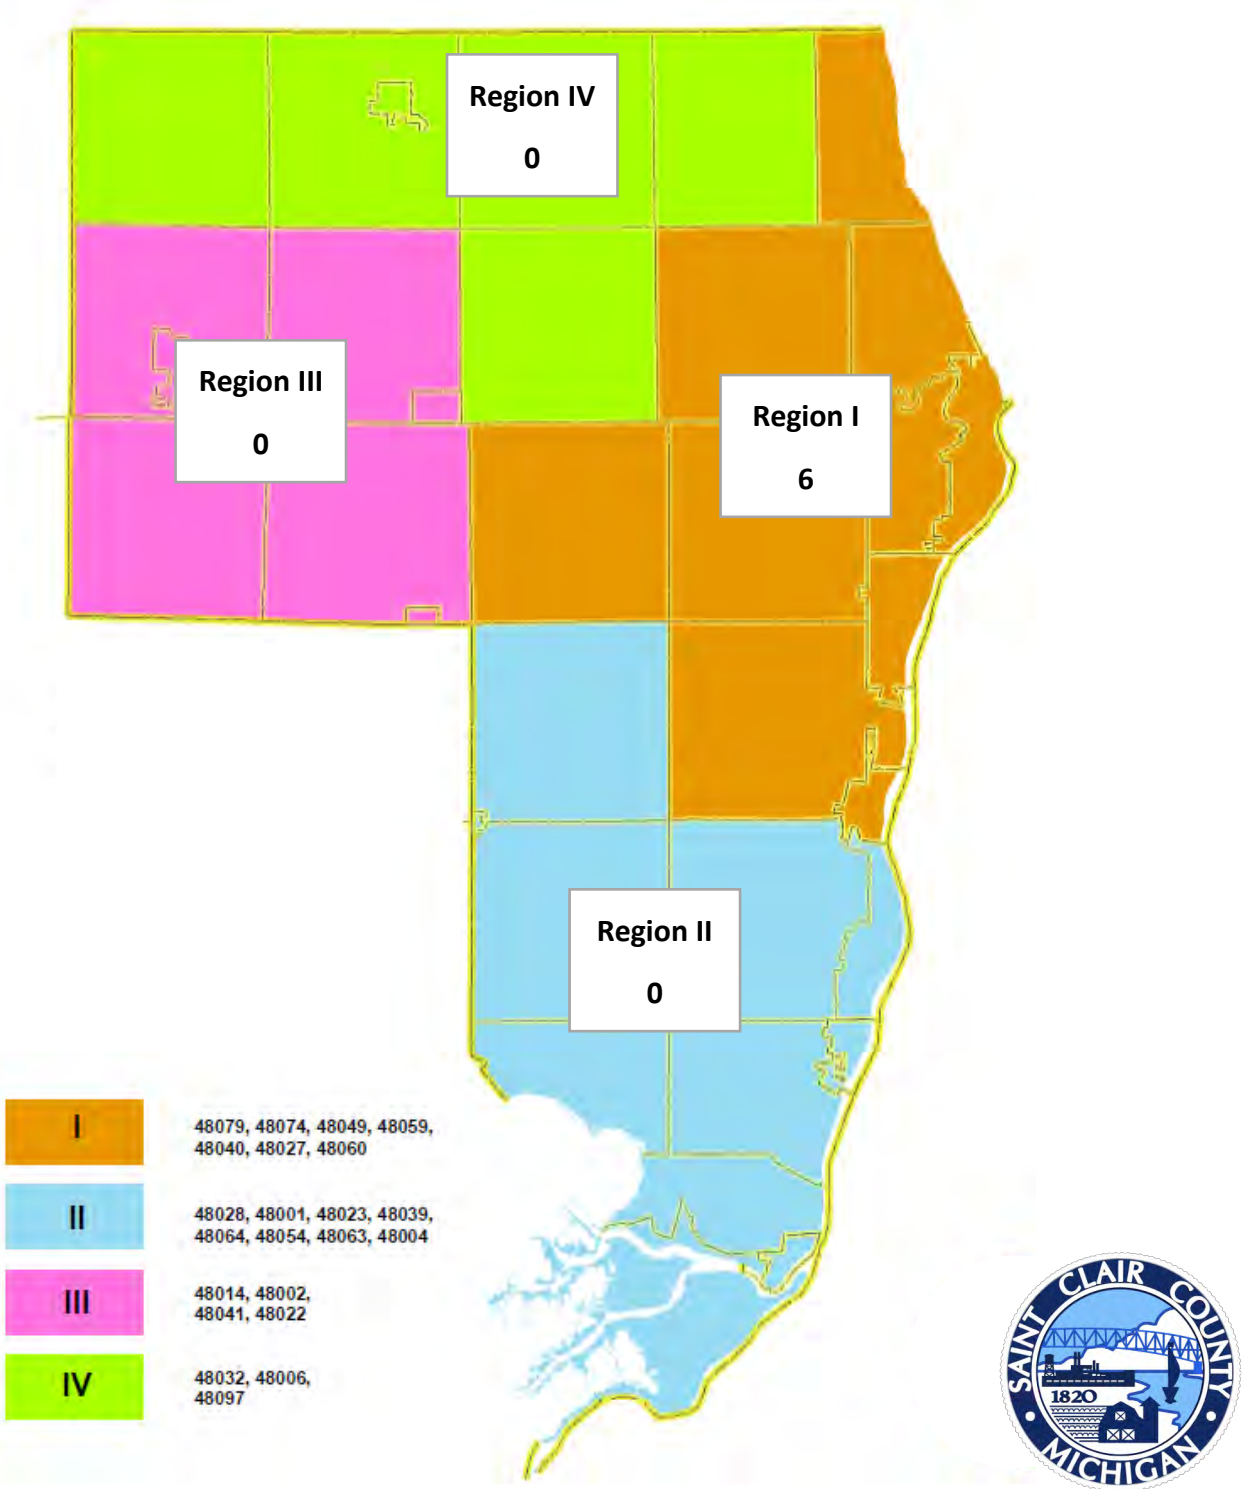 Region IV
0
Region III
0
Region I
6
Region II
0
I
48079, 48074, 48049, 48059,
48040, 48027, 48060
II
48028, 48001, 48023, 48039,
48064, 48054, 48063, 48004
III
48014, 48002,
48041, 48022
IV
48032, 48006,
48097
SAINT CLAIR COUNTY
1820
MICHIGAN